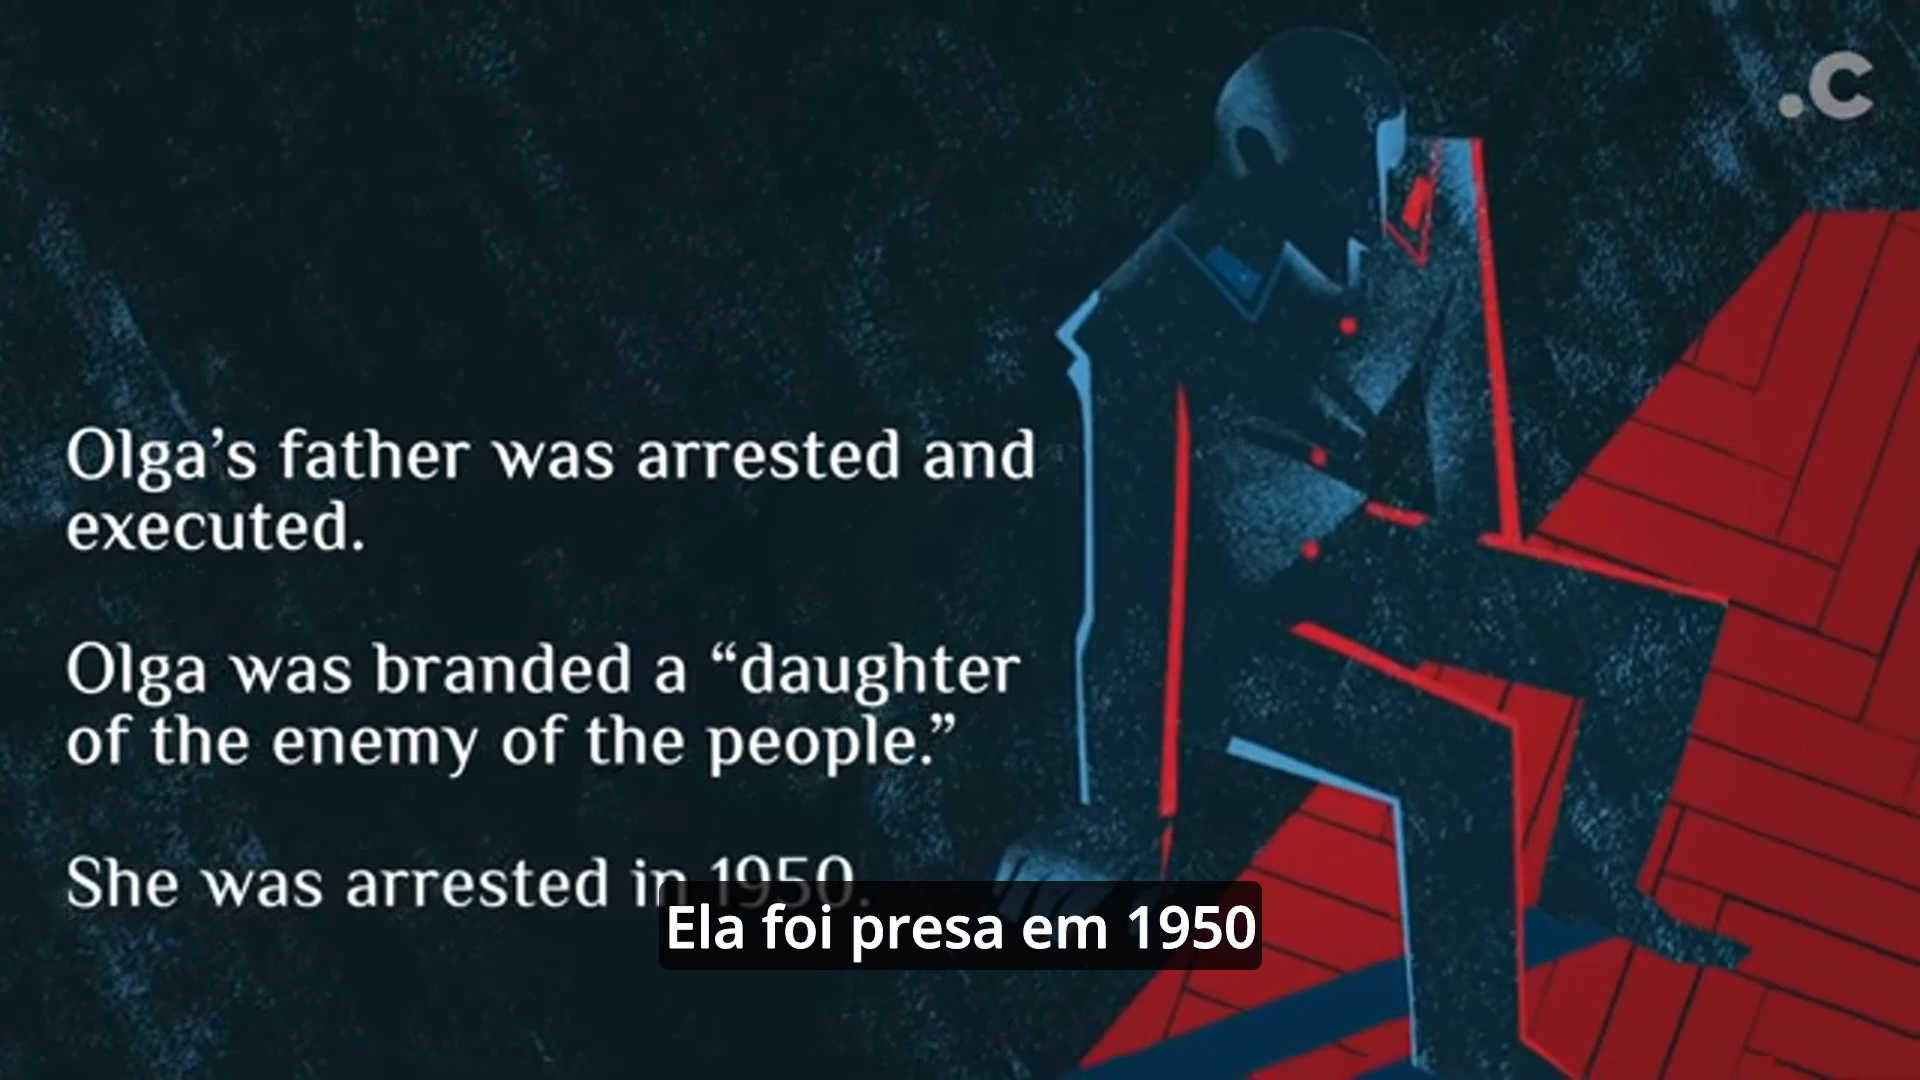 .c
Olga’s father was arrested and
executed.
Olga was branded a “daughter
of the enemy of the people.”
She was arrested in 1950.
Ela foi presa em 1950